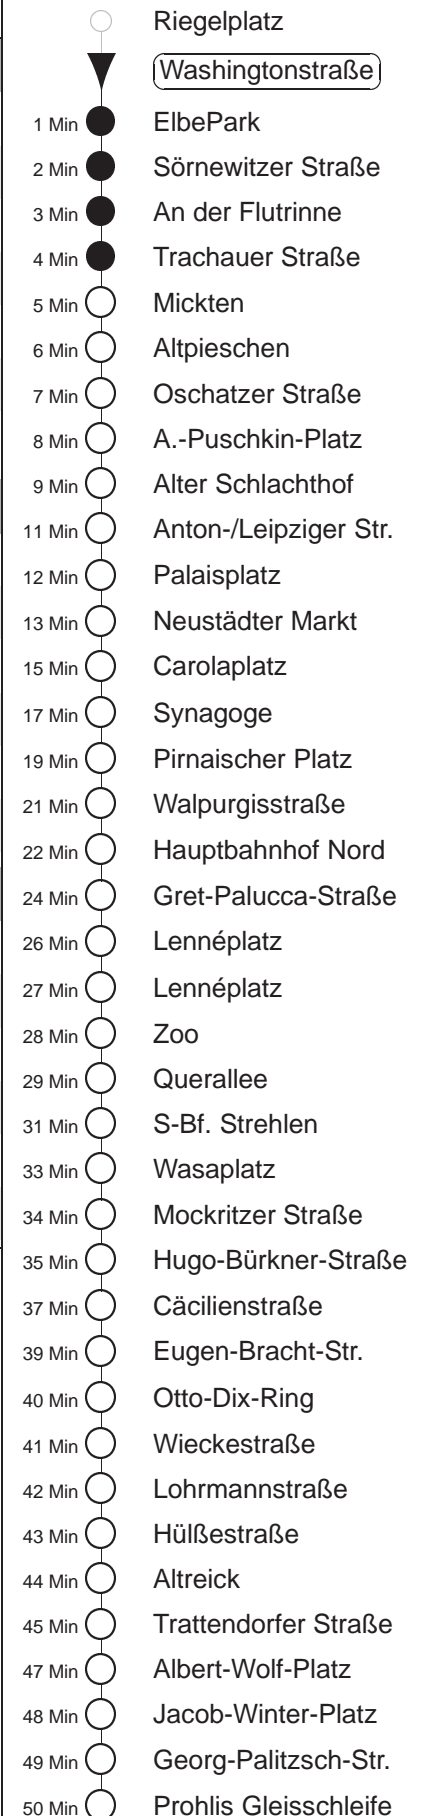 Riegelplatz
Washingtonstraße
1 Min ElbePark
2 Min Sörnewitzer Straße
3 Min An der Flutrinne
4 Min Trachauer Straße
5 Min Mickten
6 Min Altpieschen
7 Min Oschatzer Straße
8 Min A.-Puschkin-Platz
9 Min Alter Schlachthof
11 Min Anton-/Leipziger Str.
12 Min Palaisplatz
13 Min Neustädter Markt
15 Min Carolaplatz
17 Min Synagoge
19 Min Pirnaischer Platz
21 Min Walpurgisstraße
22 Min Hauptbahnhof Nord
24 Min Gret-Palucca-Straße
26 Min Lennéplatz
27 Min Lennéplatz
28 Min Zoo
29 Min Querallee
31 Min S-Bf. Strehlen
33 Min Wasaplatz
34 Min Mockritzer Straße
35 Min Hugo-Bürkner-Straße
37 Min Cäcilienstraße
39 Min Eugen-Bracht-Str.
40 Min Otto-Dix-Ring
41 Min Wieckestraße
42 Min Lohrmannstraße
43 Min Hülßestraße
44 Min Altreick
45 Min Trattendorfer Straße
47 Min Albert-Wolf-Platz
48 Min Jacob-Winter-Platz
49 Min Georg-Palitzsch-Str.
50 Min Prohlis Gleisschleife